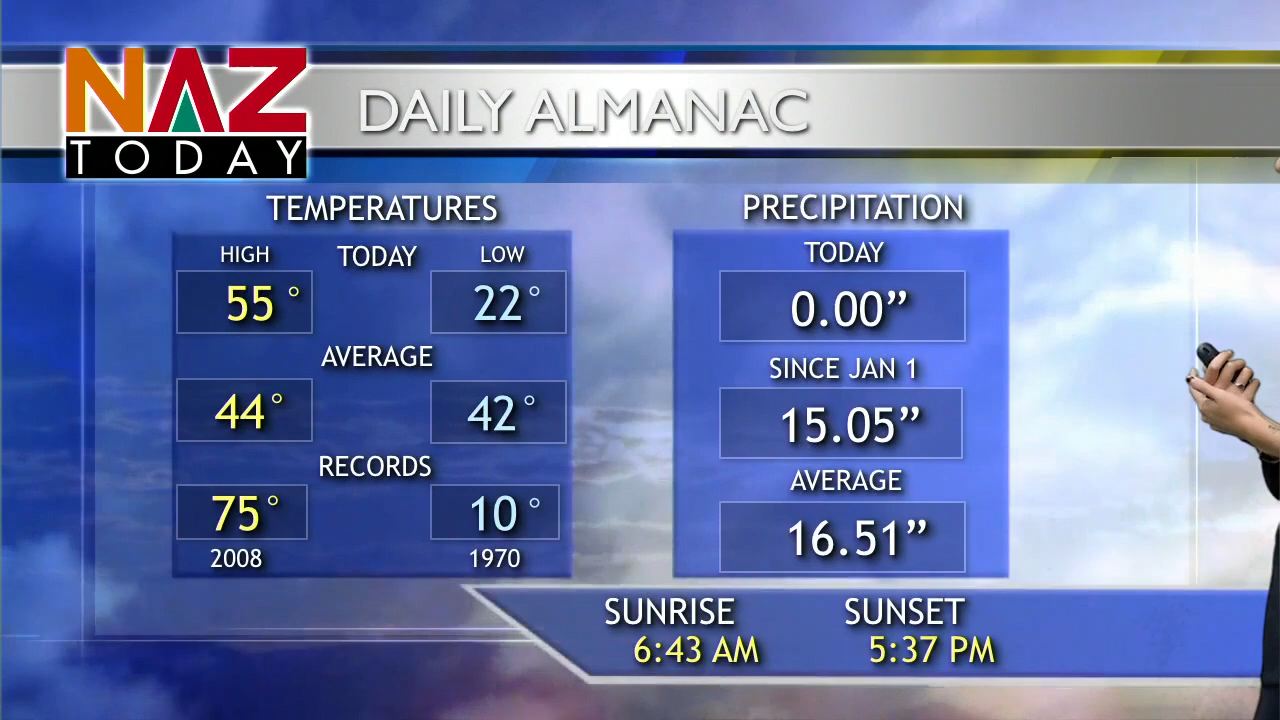 NAZ
TODAY
DAILY ALMANAC
TEMPERATURES
HIGH TODAY LOW
55° 22°
AVERAGE
44° 42°
RECORDS
75° 10°
2008 1970
PRECIPITATION
TODAY
0.00”
SINCE JAN 1
15.05”
AVERAGE
16.51”
SUNRISE SUNSET
6:43 AM 5:37 PM